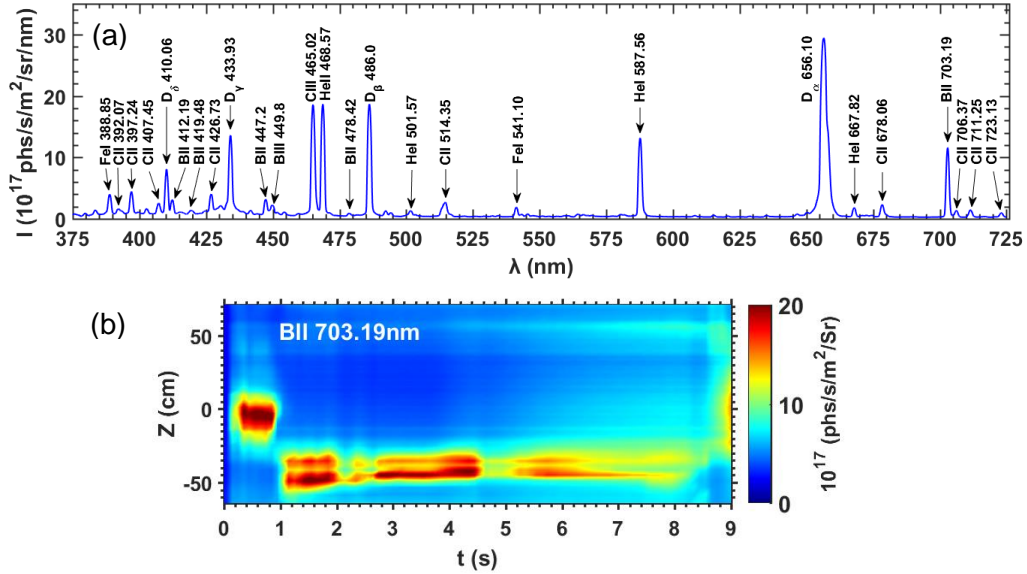 (a)
I (10^17 phs/s/m^2/sr/nm)
30
20
10
0
FeI 388.85
CII 392.07
CII 397.24
CII 407.45
D_δ 410.06
BII 412.19
BII 419.48
CII 426.73
D_γ 433.93
BII 447.2
BIII 449.8
CIII 465.02
HeII 468.57
BII 478.42
D_β 486.0
HeI 501.57
CII 514.35
FeI 541.10
HeI 587.56
D_α 656.10
HeI 667.82
CII 678.06
BII 703.19
CII 706.37
CII 711.25
CII 723.13
375 400 425 450 475 500 525 550 575 600 625 650 675 700 725
λ (nm)
(b)
BII 703.19nm
Z (cm)
50
0
-50
0 1 2 3 4 5 6 7 8 9
t (s)
20
10
0
10^17 (phs/s/m^2/Sr)